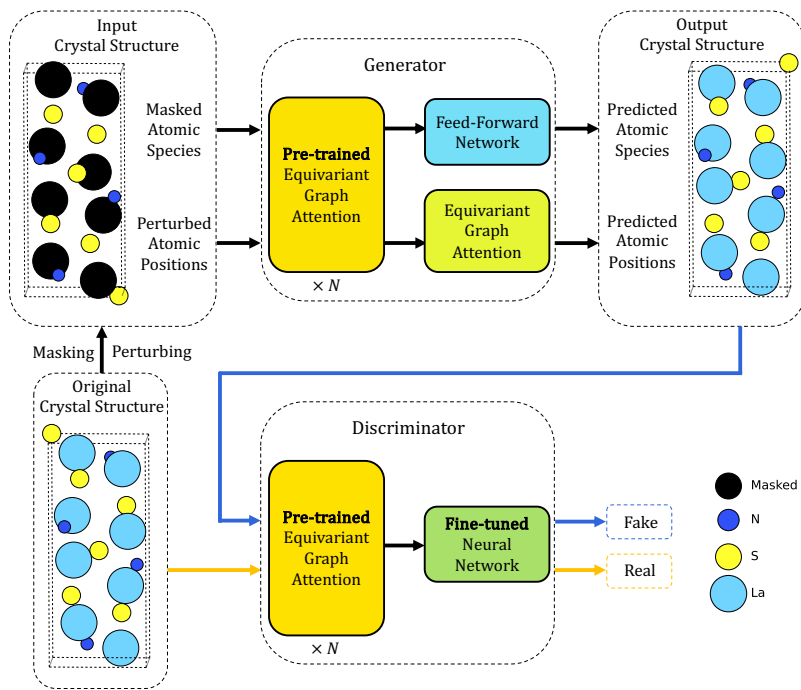 Input
Crystal Structure
Masked
Atomic
Species
Perturbed
Atomic
Positions
Generator
Pre-trained
Equivariant
Graph
Attention
× N
Feed-Forward
Network
Equivariant
Graph
Attention
Output
Crystal Structure
Predicted
Atomic
Species
Predicted
Atomic
Positions
Masking
Perturbing
Original
Crystal Structure
Discriminator
Pre-trained
Equivariant
Graph
Attention
× N
Fine-tuned
Neural
Network
Fake
Real
Masked
N
S
La